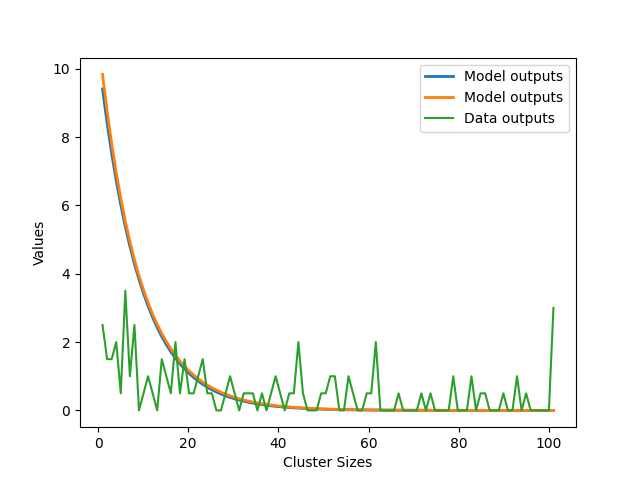 Model outputs
Model outputs
Data outputs
10
8
6
4
2
0
Values
0 20 40 60 80 100
Cluster Sizes